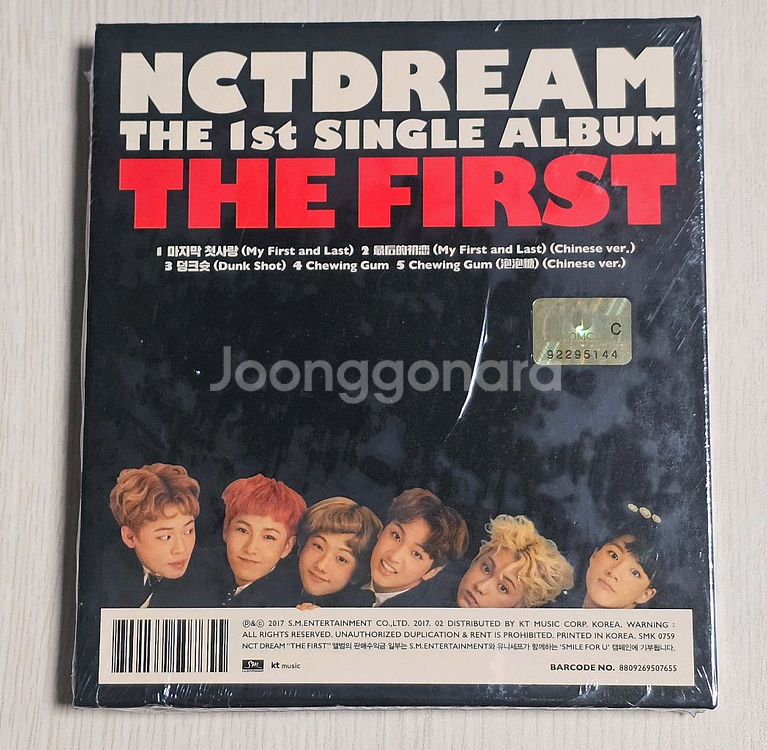 NCT DREAM
THE 1st SINGLE ALBUM
THE FIRST
1 마지막 첫사랑 (My First and Last) 2 最后的初恋 (My First and Last) (Chinese ver.)
3 덩크슛 (Dunk Shot) 4 Chewing Gum 5 Chewing Gum (泡泡糖) (Chinese ver.)
C
92295144
Joonggonara
℗&© 2017 S.M.ENTERTAINMENT CO.,LTD. 2017. 02 DISTRIBUTED BY KT MUSIC CORP. KOREA. WARNING :
ALL RIGHTS RESERVED. UNAUTHORIZED DUPLICATION & RENT IS PROHIBITED. PRINTED IN KOREA. SMK 0759
NCT DREAM "THE FIRST" 앨범의 판매수익금 일부는 S.M.ENTERTAINMENT와 유니세프가 함께하는 'SMILE FOR U' 캠페인에 기부됩니다.
SM kt music
BARCODE NO. 8809269507655